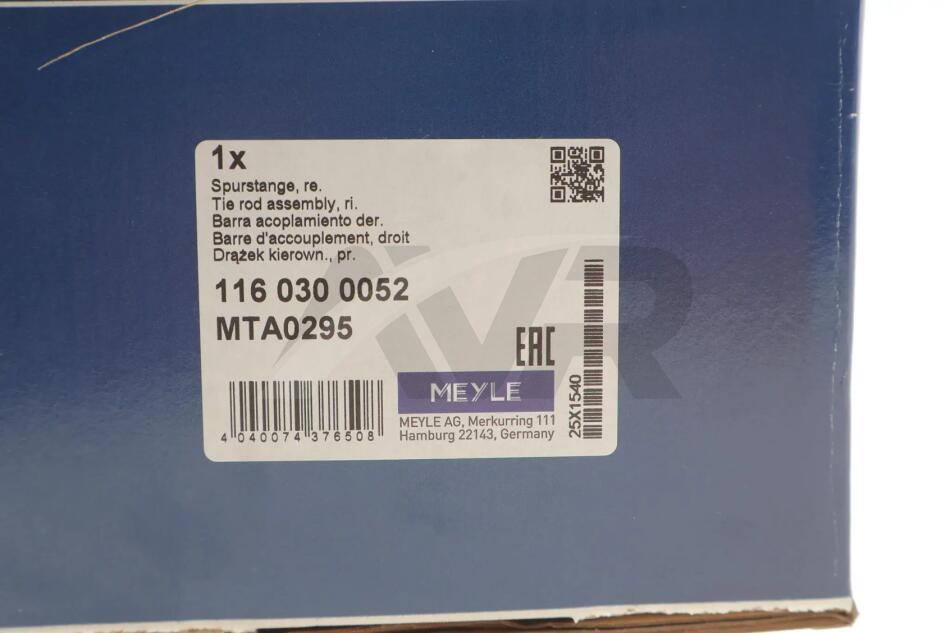 1x
Spurstange, re.
Tie rod assembly, ri.
Barra acoplamiento der.
Barre d'accouplement, droit
Drążek kierown., pr.
116 030 0052
MTA0295
EAC
MEYLE
MEYLE AG, Merkurring 111
Hamburg 22143, Germany
4 040074 376508
25X1540
AVR